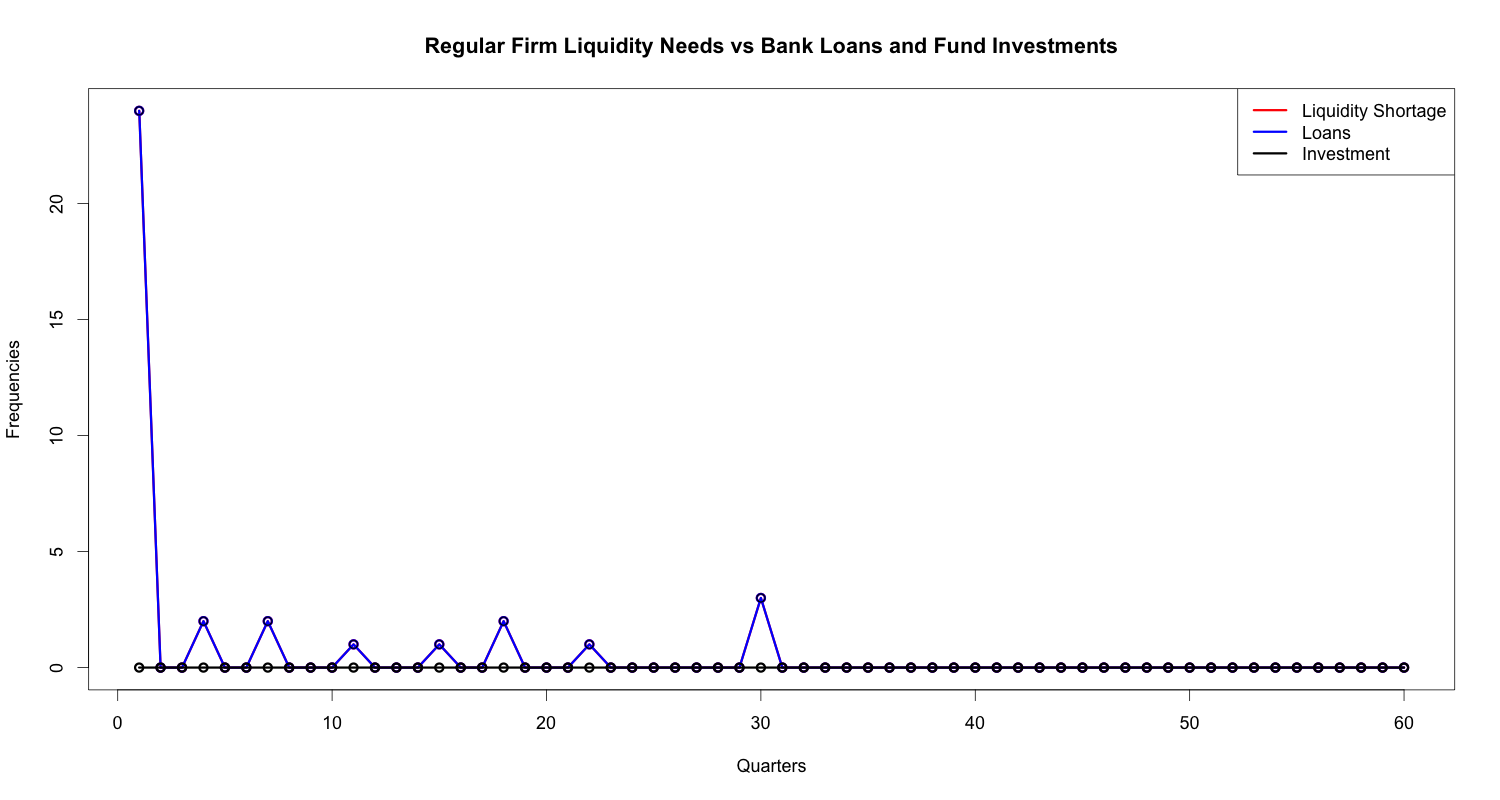 Regular Firm Liquidity Needs vs Bank Loans and Fund Investments
Liquidity Shortage
Loans
Investment
Frequencies
20
15
10
5
0
0 10 20 30 40 50 60
Quarters